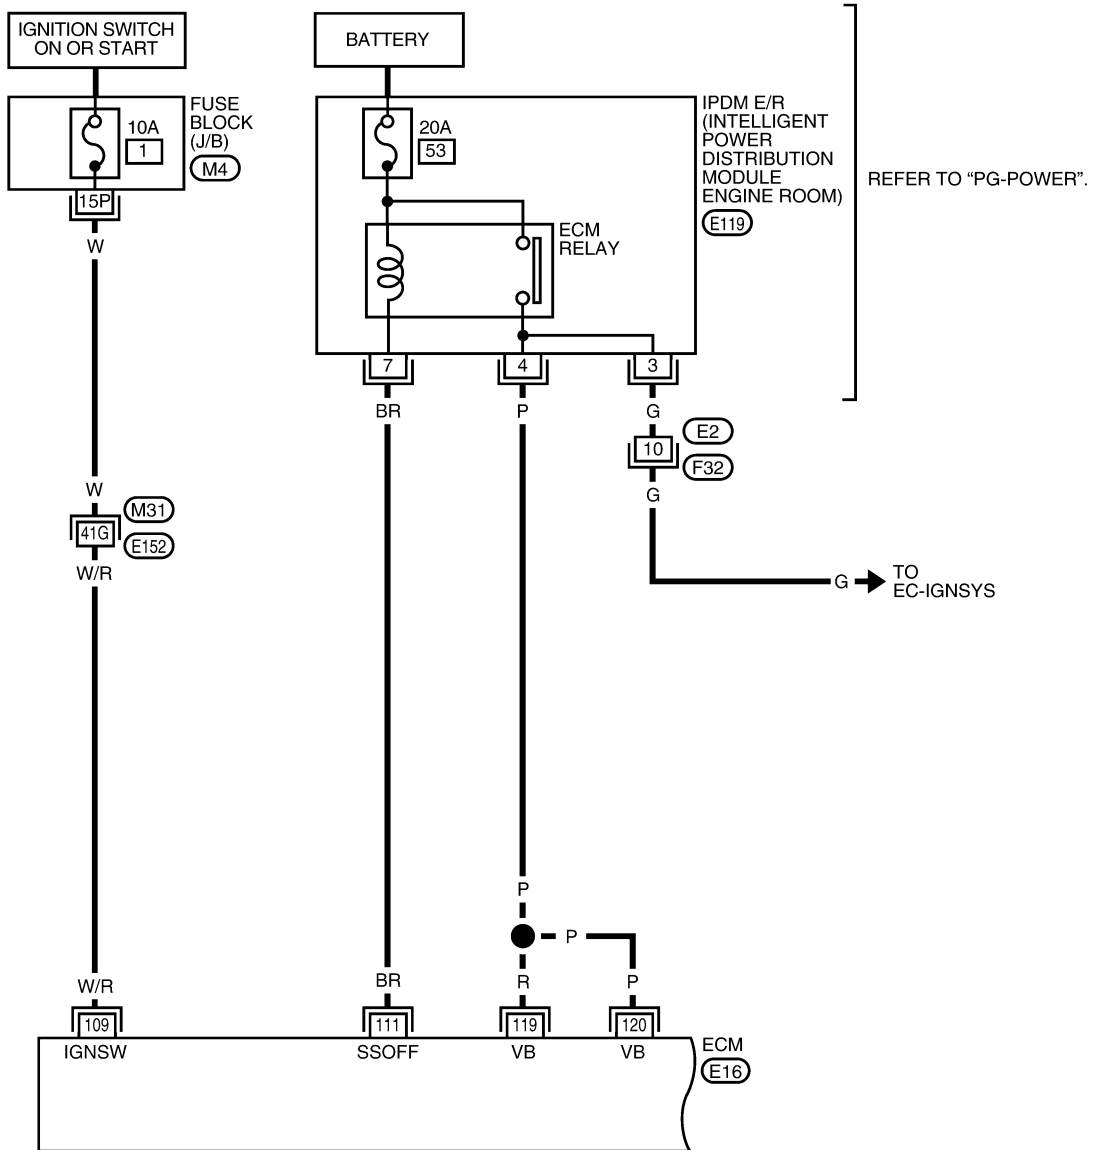 IGNITION SWITCH
ON OR START
BATTERY
FUSE
BLOCK
(J/B)
M4
10A
1
15P
20A
53
IPDM E/R
(INTELLIGENT
POWER
DISTRIBUTION
MODULE
ENGINE ROOM)
E119
REFER TO “PG-POWER”.
ECM
RELAY
7
4
3
W
BR
P
G
10
E2
F32
G
W
41G
M31
E152
W/R
G
TO
EC-IGNSYS
P
P
W/R
BR
R
P
109
111
119
120
IGNSW
SSOFF
VB
VB
ECM
E16